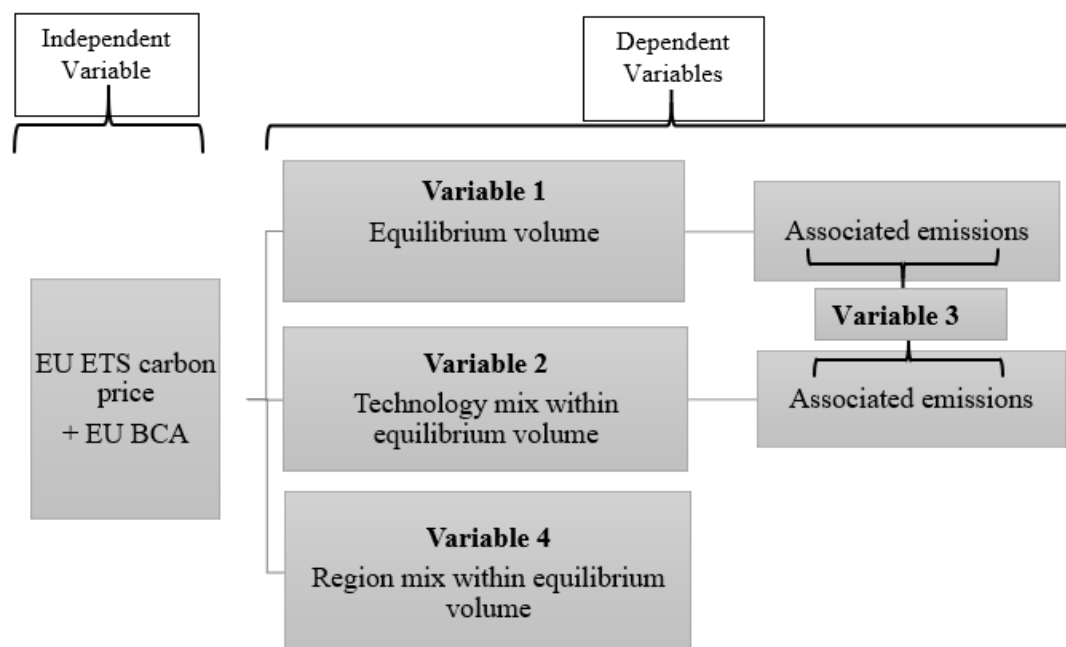 Independent
Variable
Dependent
Variables
EU ETS carbon
price
+ EU BCA
Variable 1
Equilibrium volume
Associated emissions
Variable 3
Variable 2
Technology mix within
equilibrium volume
Associated emissions
Variable 4
Region mix within equilibrium
volume